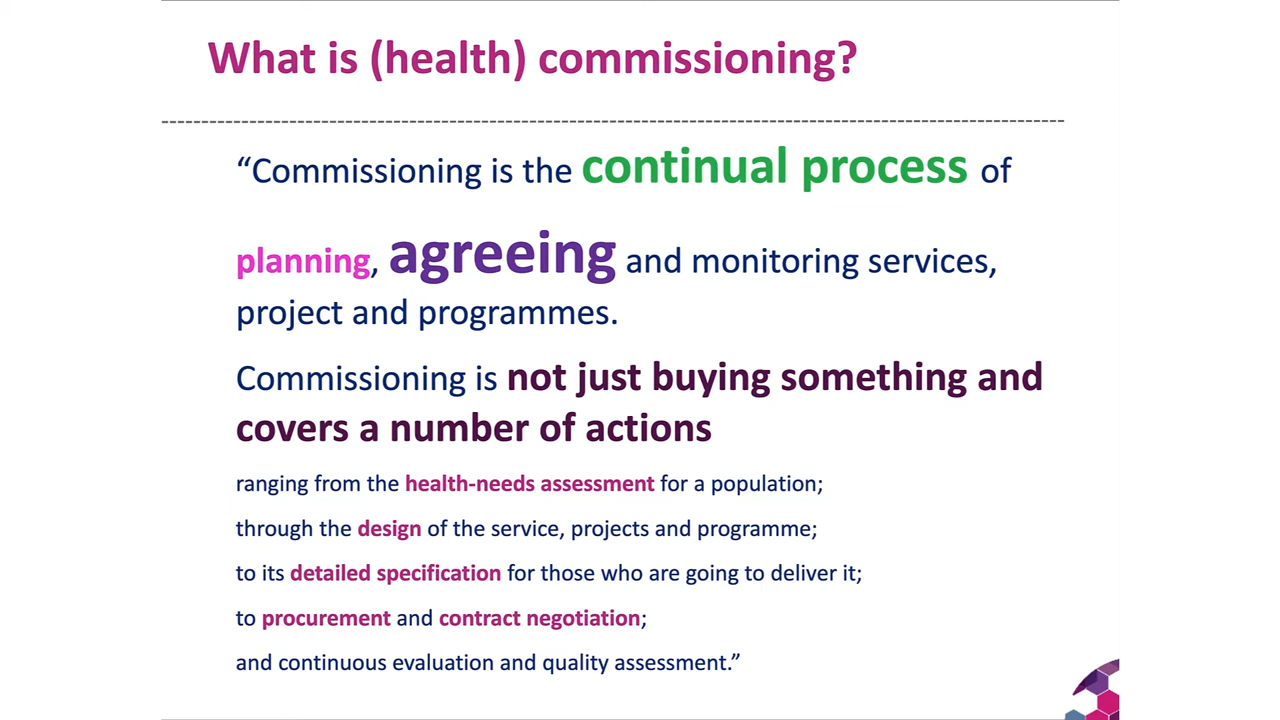 What is (health) commissioning?
“Commissioning is the continual process of
planning, agreeing and monitoring services,
project and programmes.
Commissioning is not just buying something and
covers a number of actions
ranging from the health-needs assessment for a population;
through the design of the service, projects and programme;
to its detailed specification for those who are going to deliver it;
to procurement and contract negotiation;
and continuous evaluation and quality assessment.”